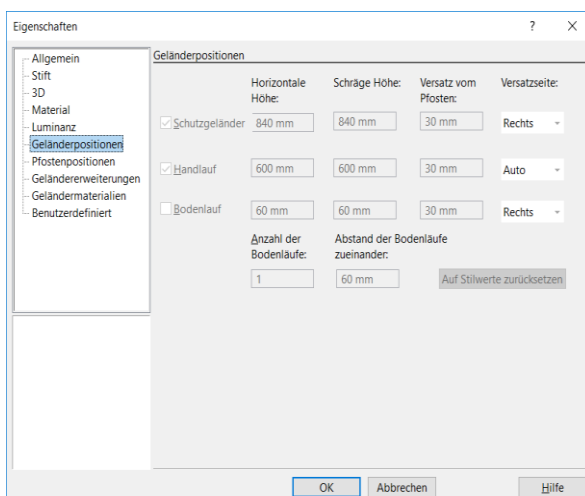 Eigenschaften
?
X
Allgemein
Stift
3D
Material
Luminanz
Geländerpositionen
Pfostenpositionen
Geländererweiterungen
Geländermaterialien
Benutzerdefiniert
Geländerpositionen
Horizontale Höhe:
Schräge Höhe:
Versatz vom Pfosten:
Versatzseite:
Schutzgeländer 840 mm 840 mm 30 mm Rechts
Handlauf 600 mm 600 mm 30 mm Auto
Bodenlauf 60 mm 60 mm 30 mm Rechts
Anzahl der Bodenläufe:
Abstand der Bodenläufe zueinander:
1 60 mm Auf Stilwerte zurücksetzen
OK Abbrechen Hilfe